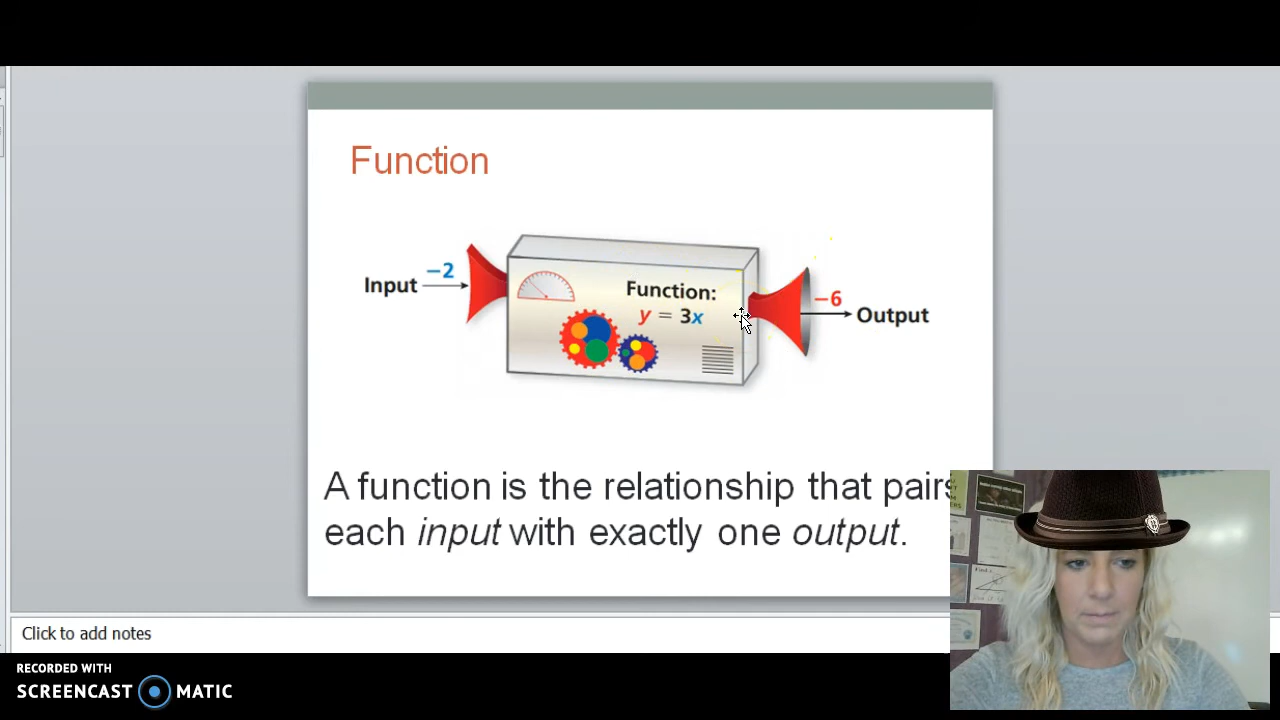 Function
Input
−2
Function:
y = 3x
−6
Output
A function is the relationship that pairs
each input with exactly one output.
Click to add notes
RECORDED WITH
SCREENCAST MATIC